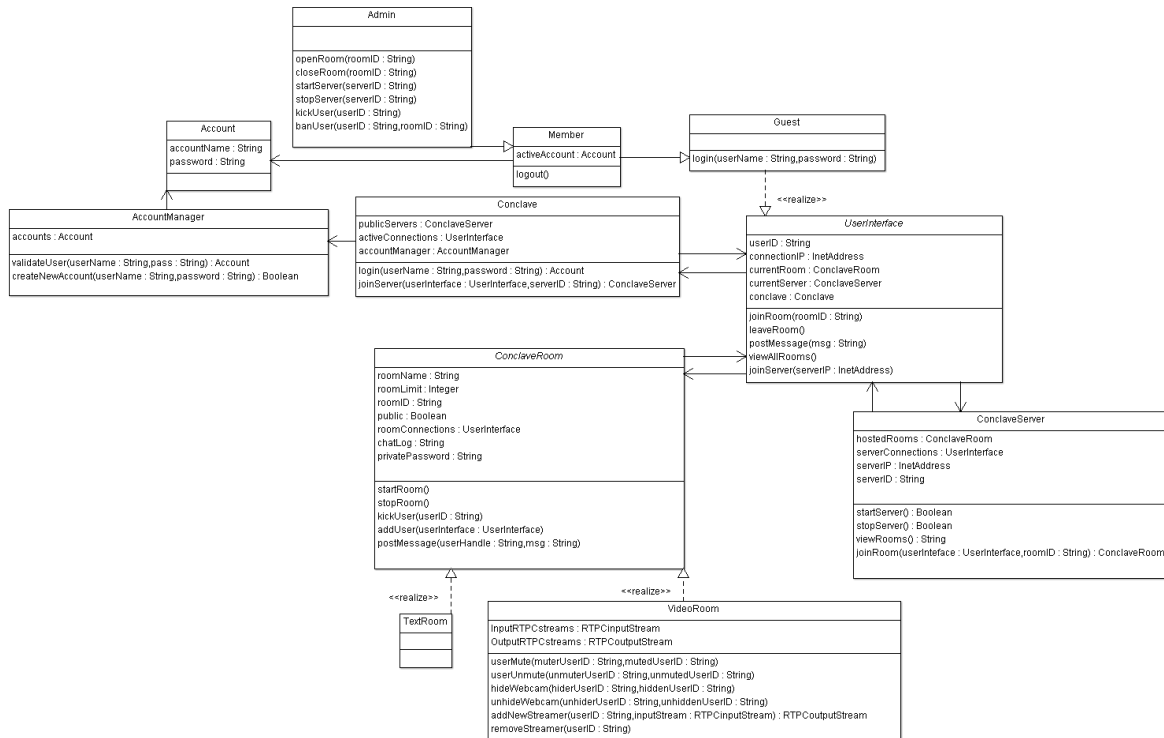 Admin
openRoom(roomID : String)
closeRoom(roomID : String)
startServer(serverID : String)
stopServer(serverID : String)
kickUser(userID : String)
banUser(userID : String,roomID : String)
Account
accountName : String
password : String
Member
activeAccount : Account
logout()
Guest
login(userName : String,password : String)
<<realize>>
AccountManager
accounts : Account
validateUser(userName : String,pass : String) : Account
createNewAccount(userName : String,password : String) : Boolean
Conclave
publicServers : ConclaveServer
activeConnections : UserInterface
accountManager : AccountManager
login(userName : String,password : String) : Account
joinServer(userInterface : UserInterface,serverID : String) : ConclaveServer
UserInterface
userID : String
connectionIP : InetAddress
currentRoom : ConclaveRoom
currentServer : ConclaveServer
conclave : Conclave
joinRoom(roomID : String)
leaveRoom()
postMessage(msg : String)
viewAllRooms()
joinServer(serverIP : InetAddress)
ConclaveRoom
roomName : String
roomLimit : Integer
roomID : String
public : Boolean
roomConnections : UserInterface
chatLog : String
privatePassword : String
startRoom()
stopRoom()
kickUser(userID : String)
addUser(userInterface : UserInterface)
postMessage(userHandle : String,msg : String)
ConclaveServer
hostedRooms : ConclaveRoom
serverConnections : UserInterface
serverIP : InetAddress
serverID : String
startServer() : Boolean
stopServer() : Boolean
viewRooms() : String
joinRoom(userInteface : UserInterface,roomID : String) : ConclaveRoom
<<realize>>
<<realize>>
TextRoom
VideoRoom
InputRTPCstreams : RTPCinputStream
OutputRTPCstreams : RTPCoutputStream
userMute(muterUserID : String,mutedUserID : String)
userUnmute(unmuterUserID : String,unmutedUserID : String)
hideWebcam(hiderUserID : String,hiddenUserID : String)
unhideWebcam(unhiderUserID : String,unhiddenUserID : String)
addNewStreamer(userID : String,inputStream : RTPCinputStream) : RTPCoutputStream
removeStreamer(userID : String)